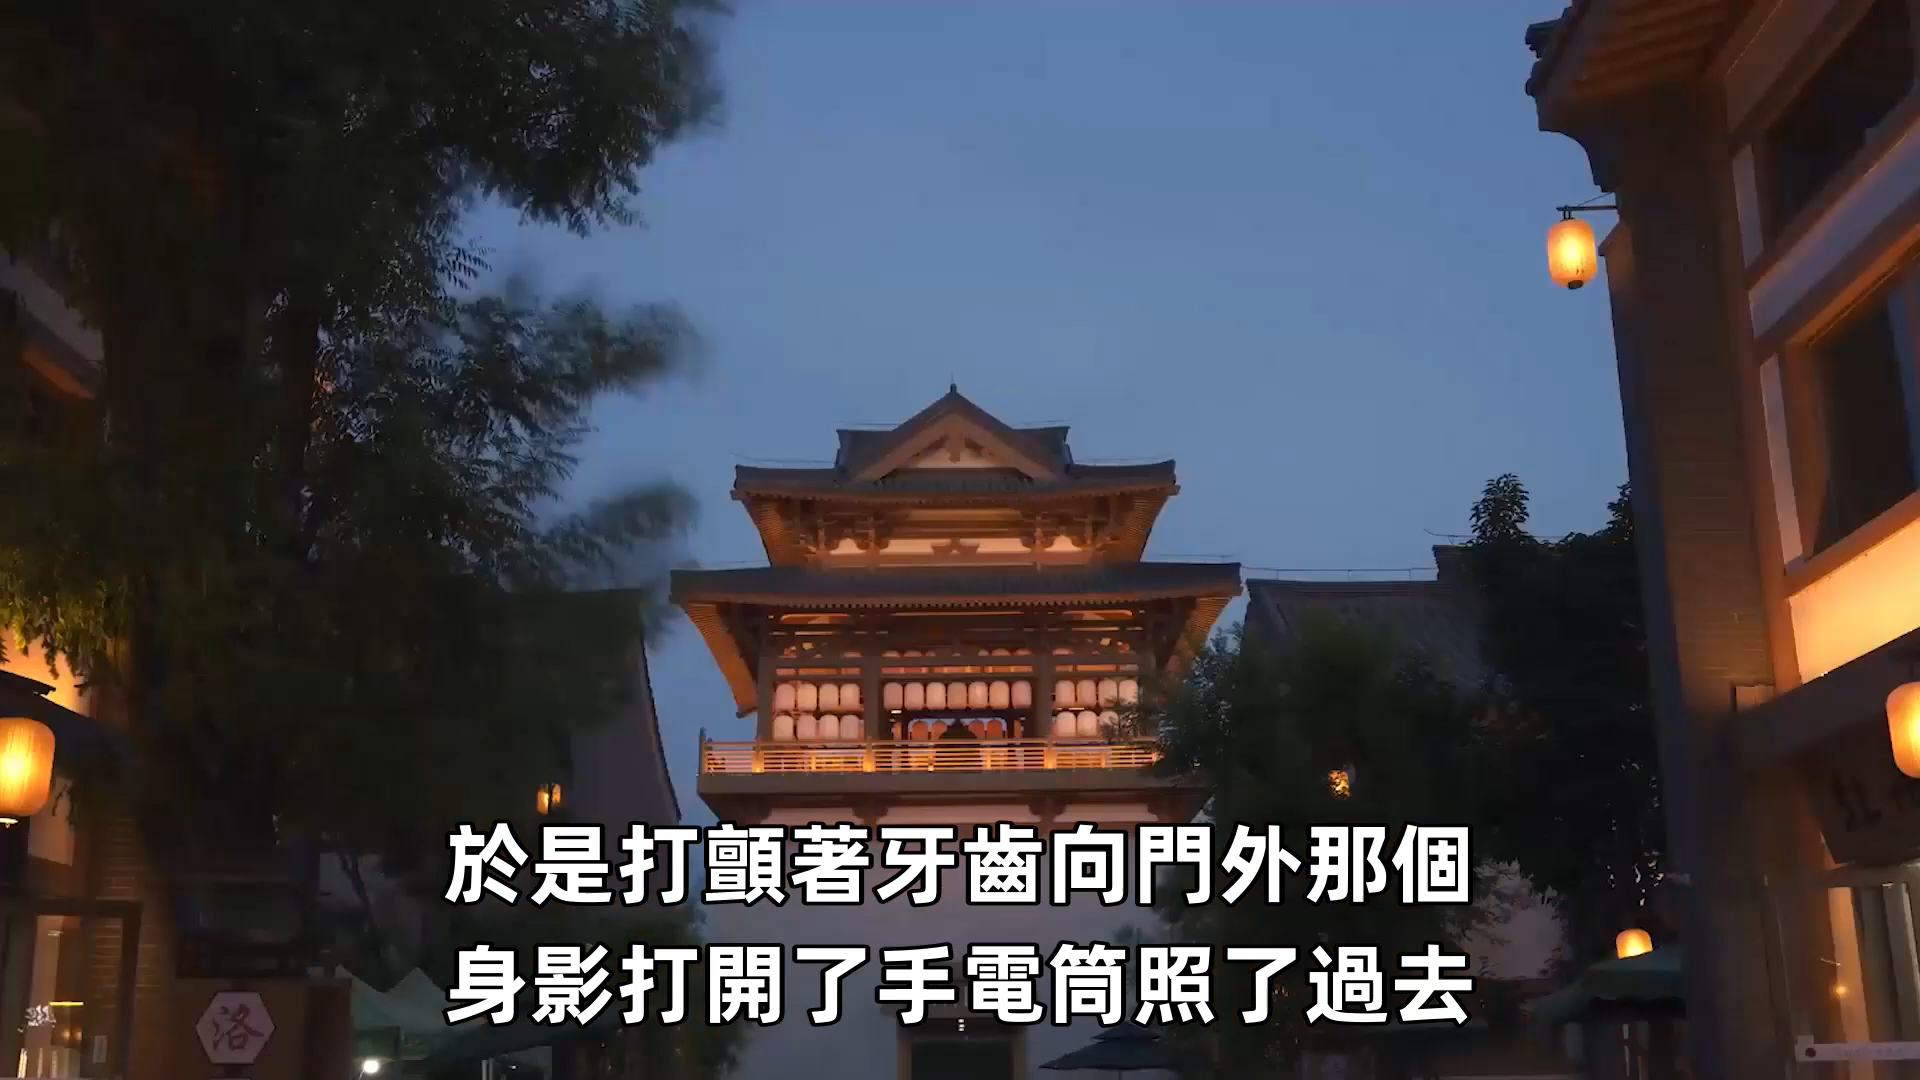 於是打顫著牙齒向門外那個
身影打開了手電筒照了過去
洛